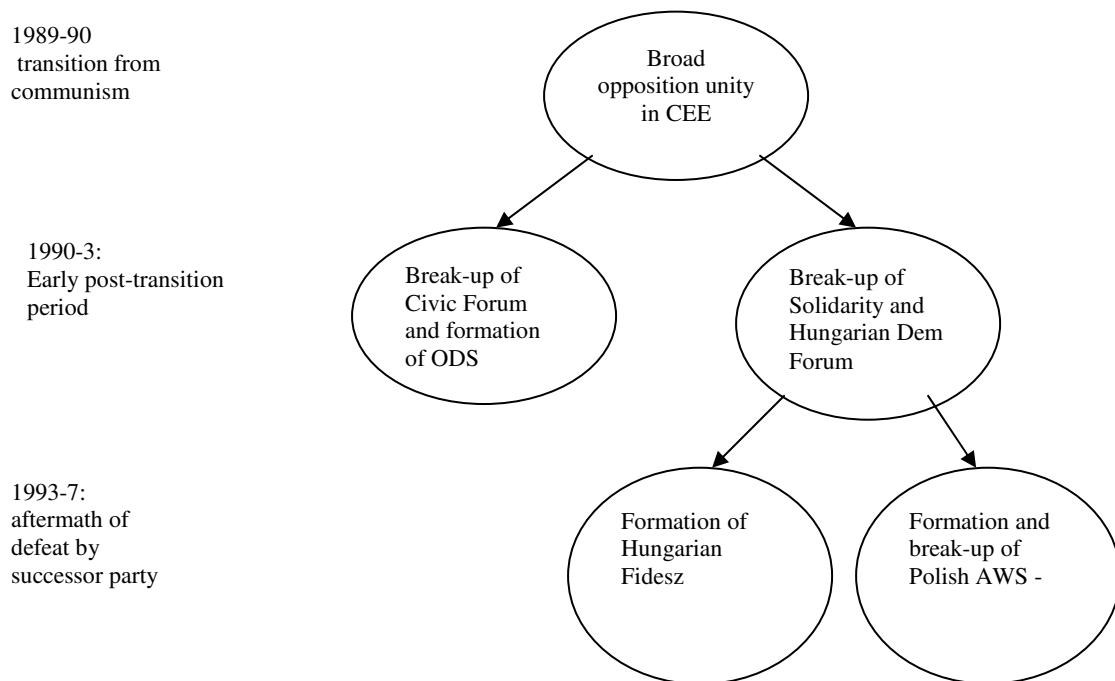 1989-90
transition from
communism
Broad
opposition unity
in CEE
1990-3:
Early post-transition
period
Break-up of
Civic Forum
and formation
of ODS
Break-up of
Solidarity and
Hungarian Dem
Forum
1993-7:
aftermath of
defeat by
successor party
Formation of
Hungarian
Fidesz
Formation and
break-up of
Polish AWS -